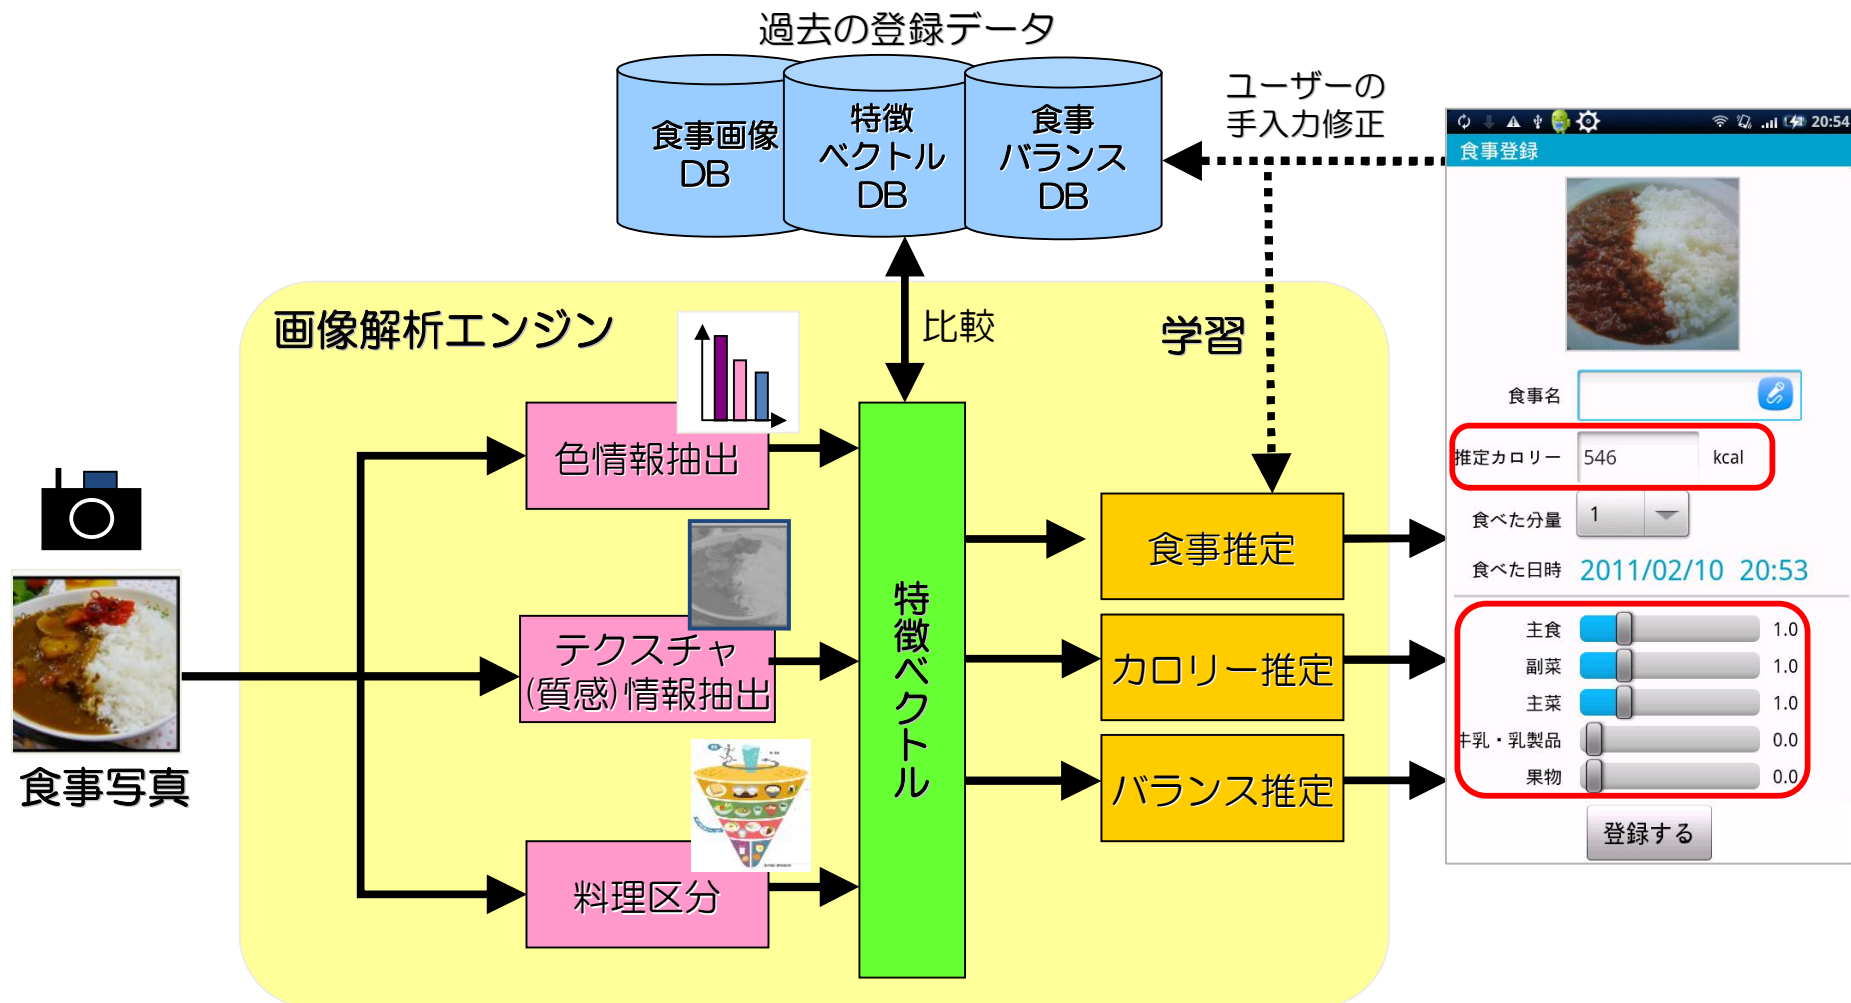 過去の登録データ
食事画像
DB
特徴
ベクトル
DB
食事
バランス
DB
ユーザーの
手入力修正
画像解析エンジン
比較
学習
色情報抽出
テクスチャ
(質感)情報抽出
料理区分
特徴ベクトル
食事推定
カロリー推定
バランス推定
食事写真
20:54
食事登録
食事名
推定カロリー 546 kcal
食べた分量 1
食べた日時 2011/02/10 20:53
主食 1.0
副菜 1.0
主菜 1.0
牛乳・乳製品 0.0
果物 0.0
登録する